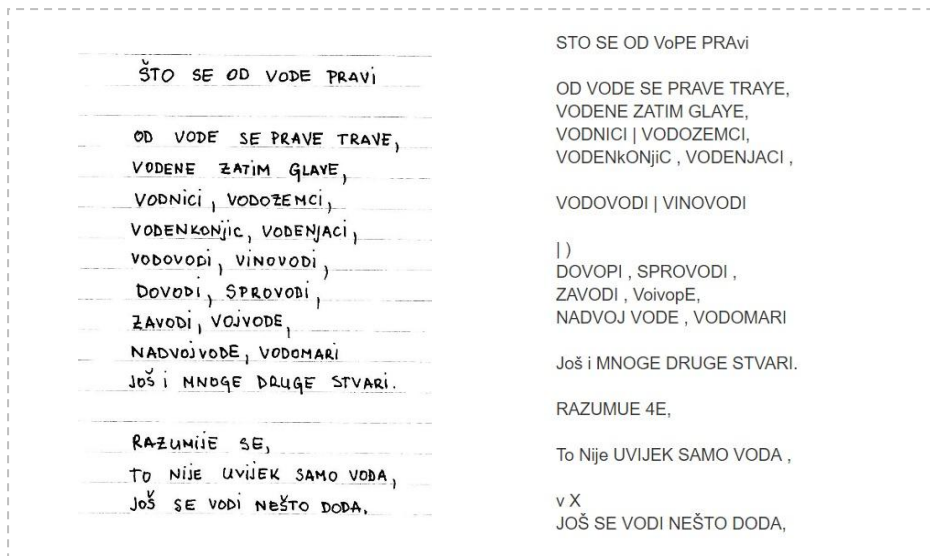 ŠTO SE OD VODE PRAVi
OD VODE SE PRAVE TRAVE,
VODENE ZATIM GLAVE,
VODNiCi, VODOZEMCI,
VODENKONjic, VODENJACi,
VODOVODi, VINOVODi,
DOVODi, SPROVODi,
ZAVODi, VOJVODE,
NADVOjVODE, VODOMARi
JOŠ i MNOGE DRUGE STVARi.
RAZUMiJE SE,
TO NiJE UViJEK SAMO VODA,
JOŠ SE VODi NEŠTO DODA,
STO SE OD VoPE PRAvi
OD VODE SE PRAVE TRAYE,
VODENE ZATIM GLAYE,
VODNICI | VODOZEMCI,
VODENkONjiC , VODENJACI ,
VODOVODI | VINOVODI
| )
DOVOPI , SPROVODI ,
ZAVODI , VoivopE,
NADVOJ VODE , VODOMARI
Još i MNOGE DRUGE STVARI.
RAZUMUE 4E,
To Nije UVIJEK SAMO VODA ,
v X
JOŠ SE VODI NEŠTO DODA,